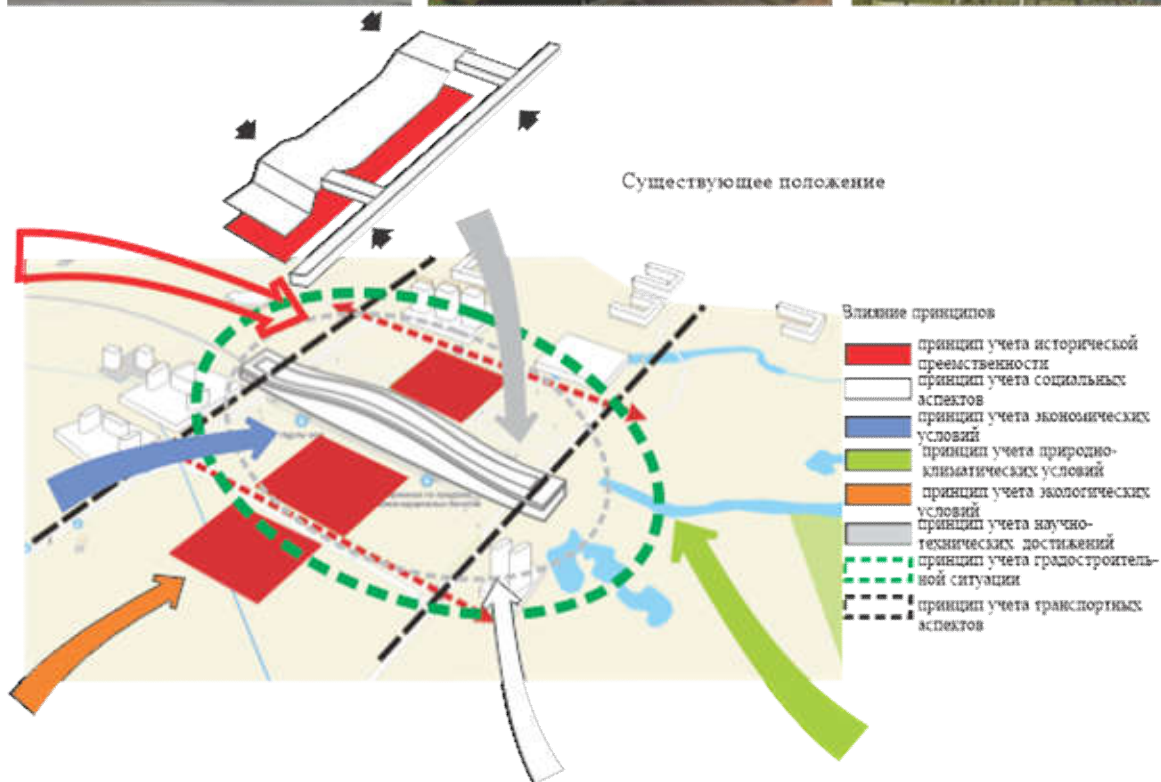 Существующее положение
Влияние принципов
принцип учета исторической
преемственности
принцип учета социальных
аспектов
принцип учета экономических
условий
принцип учета природно-
климатических условий
принцип учета экологических
условий
принцип учета научно-
технических достижений
принцип учета градостроитель-
ной ситуации
принцип учета транспортных
аспектов